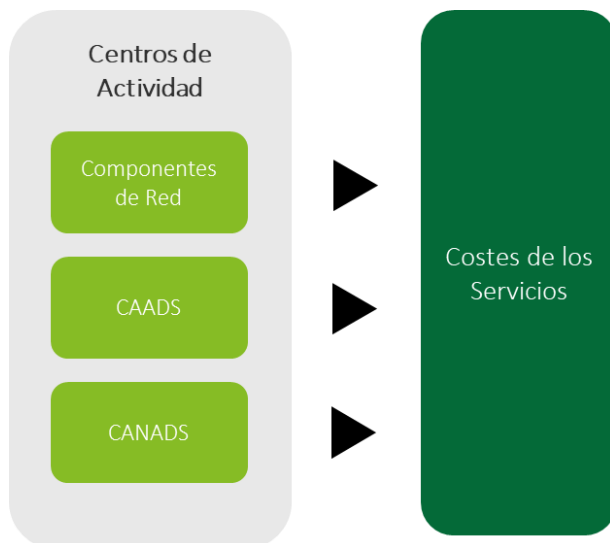 Centros de
Actividad
Componentes
de Red
CAADS
CANADS
Costes de los
Servicios